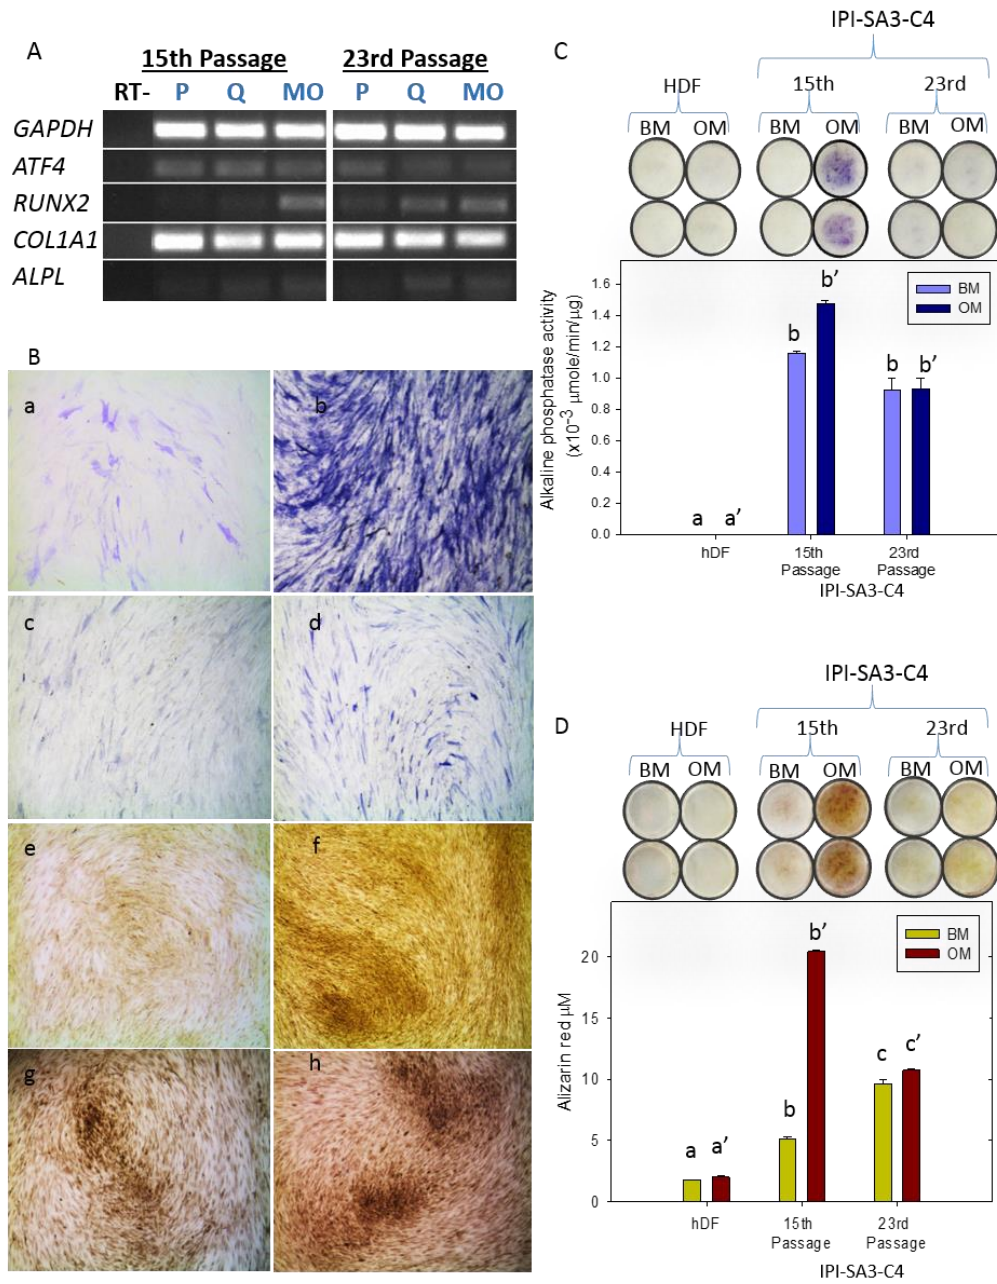 A
15th Passage 23rd Passage
RT- P Q MO P Q MO
GAPDH
ATF4
RUNX2
COL1A1
ALPL
B
a b
c d
e f
g h
C
IPI-SA3-C4
HDF 15th 23rd
BM OM BM OM BM OM
Alkaline phosphatase activity
(x10⁻³ µmole/min/µg)
1.6
1.4
1.2
1.0
0.8
0.6
0.4
0.2
0.0
BM
OM
a a’ b b’ b b’
hDF 15th Passage 23rd Passage
IPI-SA3-C4
D
IPI-SA3-C4
HDF 15th 23rd
BM OM BM OM BM OM
Alizarin red µM
20
15
10
5
0
BM
OM
a a’ b b’ c c’
hDF 15th Passage 23rd Passage
IPI-SA3-C4